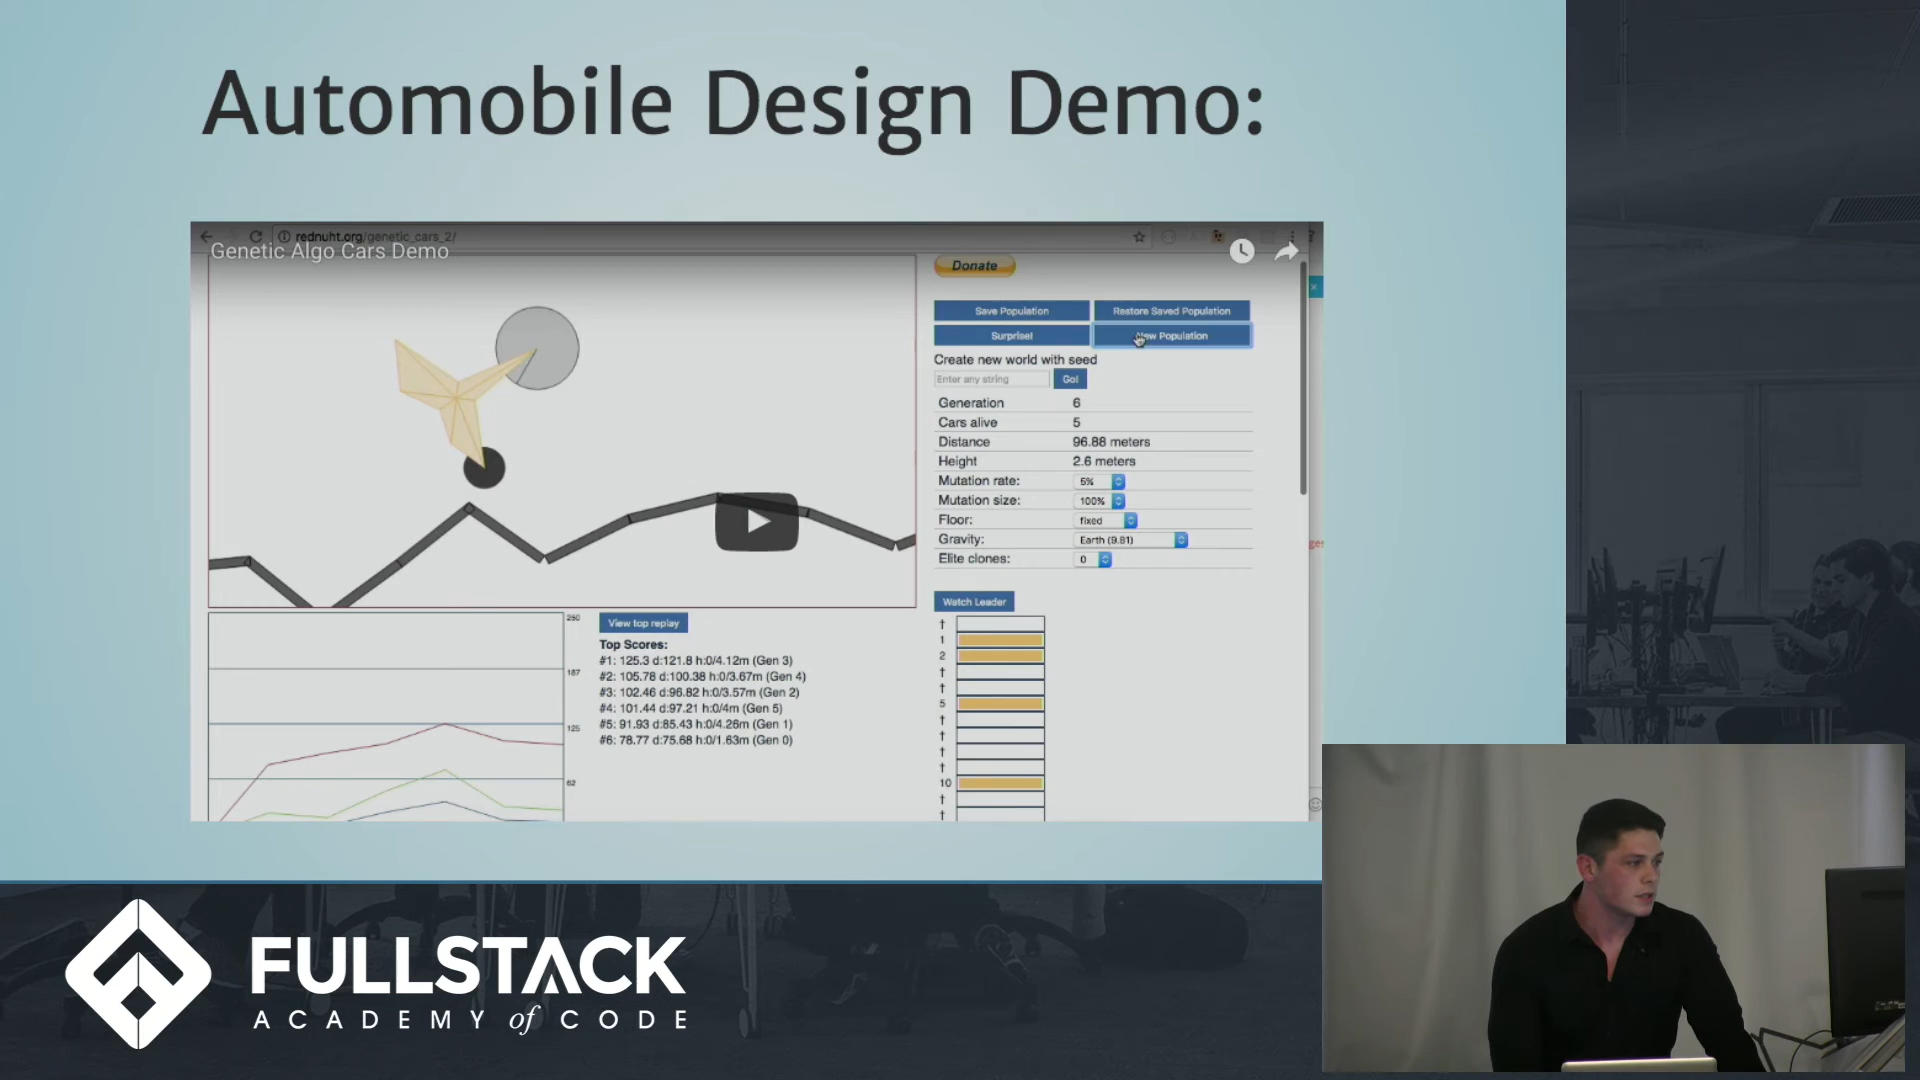 Automobile Design Demo:
rednuht.org/genetic_cars_2/
Genetic Algo Cars Demo
Donate
Save Population
Restore Saved Population
Surprise!
New Population
Create new world with seed
Enter any string
Go!
Generation 6
Cars alive 5
Distance 96.88 meters
Height 2.6 meters
Mutation rate: 5%
Mutation size: 100%
Floor: fixed
Gravity: Earth (9.81)
Elite clones: 0
Watch Leader
View top replay
Top Scores:
#1: 125.3 d:121.8 h:0/4.12m (Gen 3)
#2: 105.78 d:100.38 h:0/3.67m (Gen 4)
#3: 102.46 d:96.82 h:0/3.57m (Gen 2)
#4: 101.44 d:97.21 h:0/4m (Gen 5)
#5: 91.93 d:85.43 h:0/4.26m (Gen 1)
#6: 78.77 d:75.68 h:0/1.63m (Gen 0)
250
187
125
62
†
1
2
†
†
5
†
†
†
†
10
†
†
FULLSTACK
ACADEMY of CODE